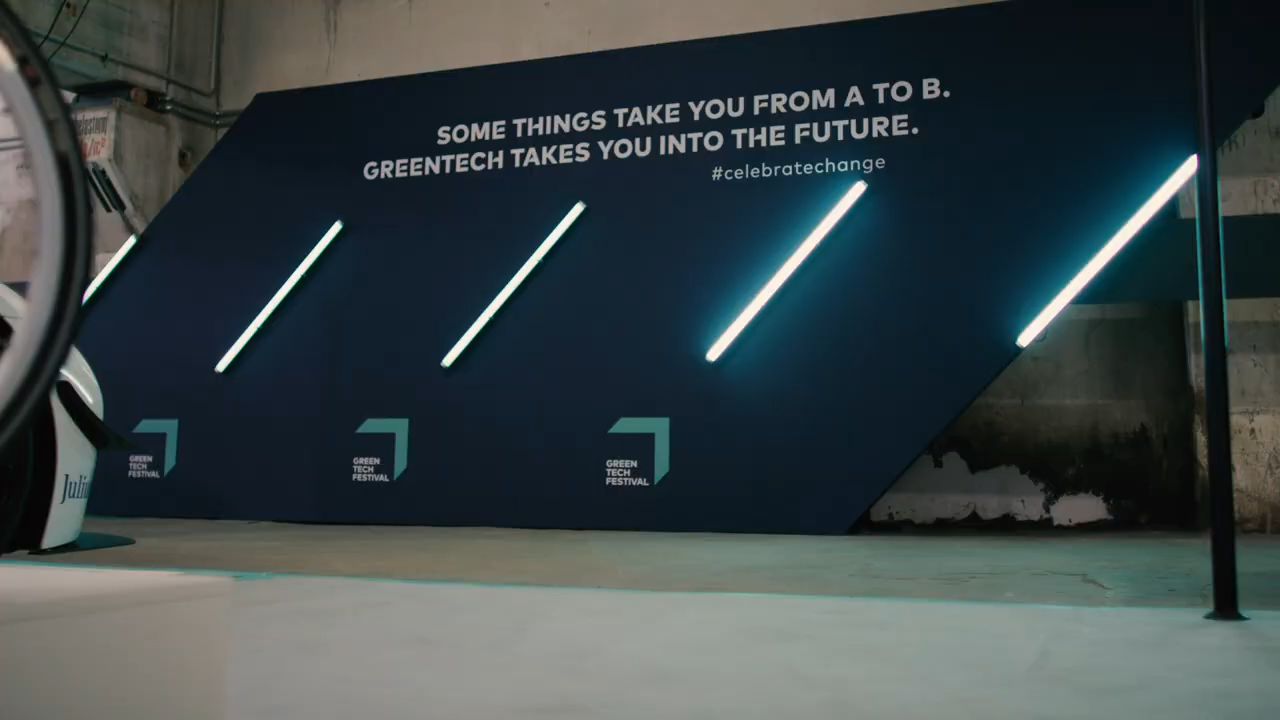 SOME THINGS TAKE YOU FROM A TO B.
GREENTECH TAKES YOU INTO THE FUTURE.
#celebratechange
GREEN
TECH
FESTIVAL
GREEN
TECH
FESTIVAL
GREEN
TECH
FESTIVAL